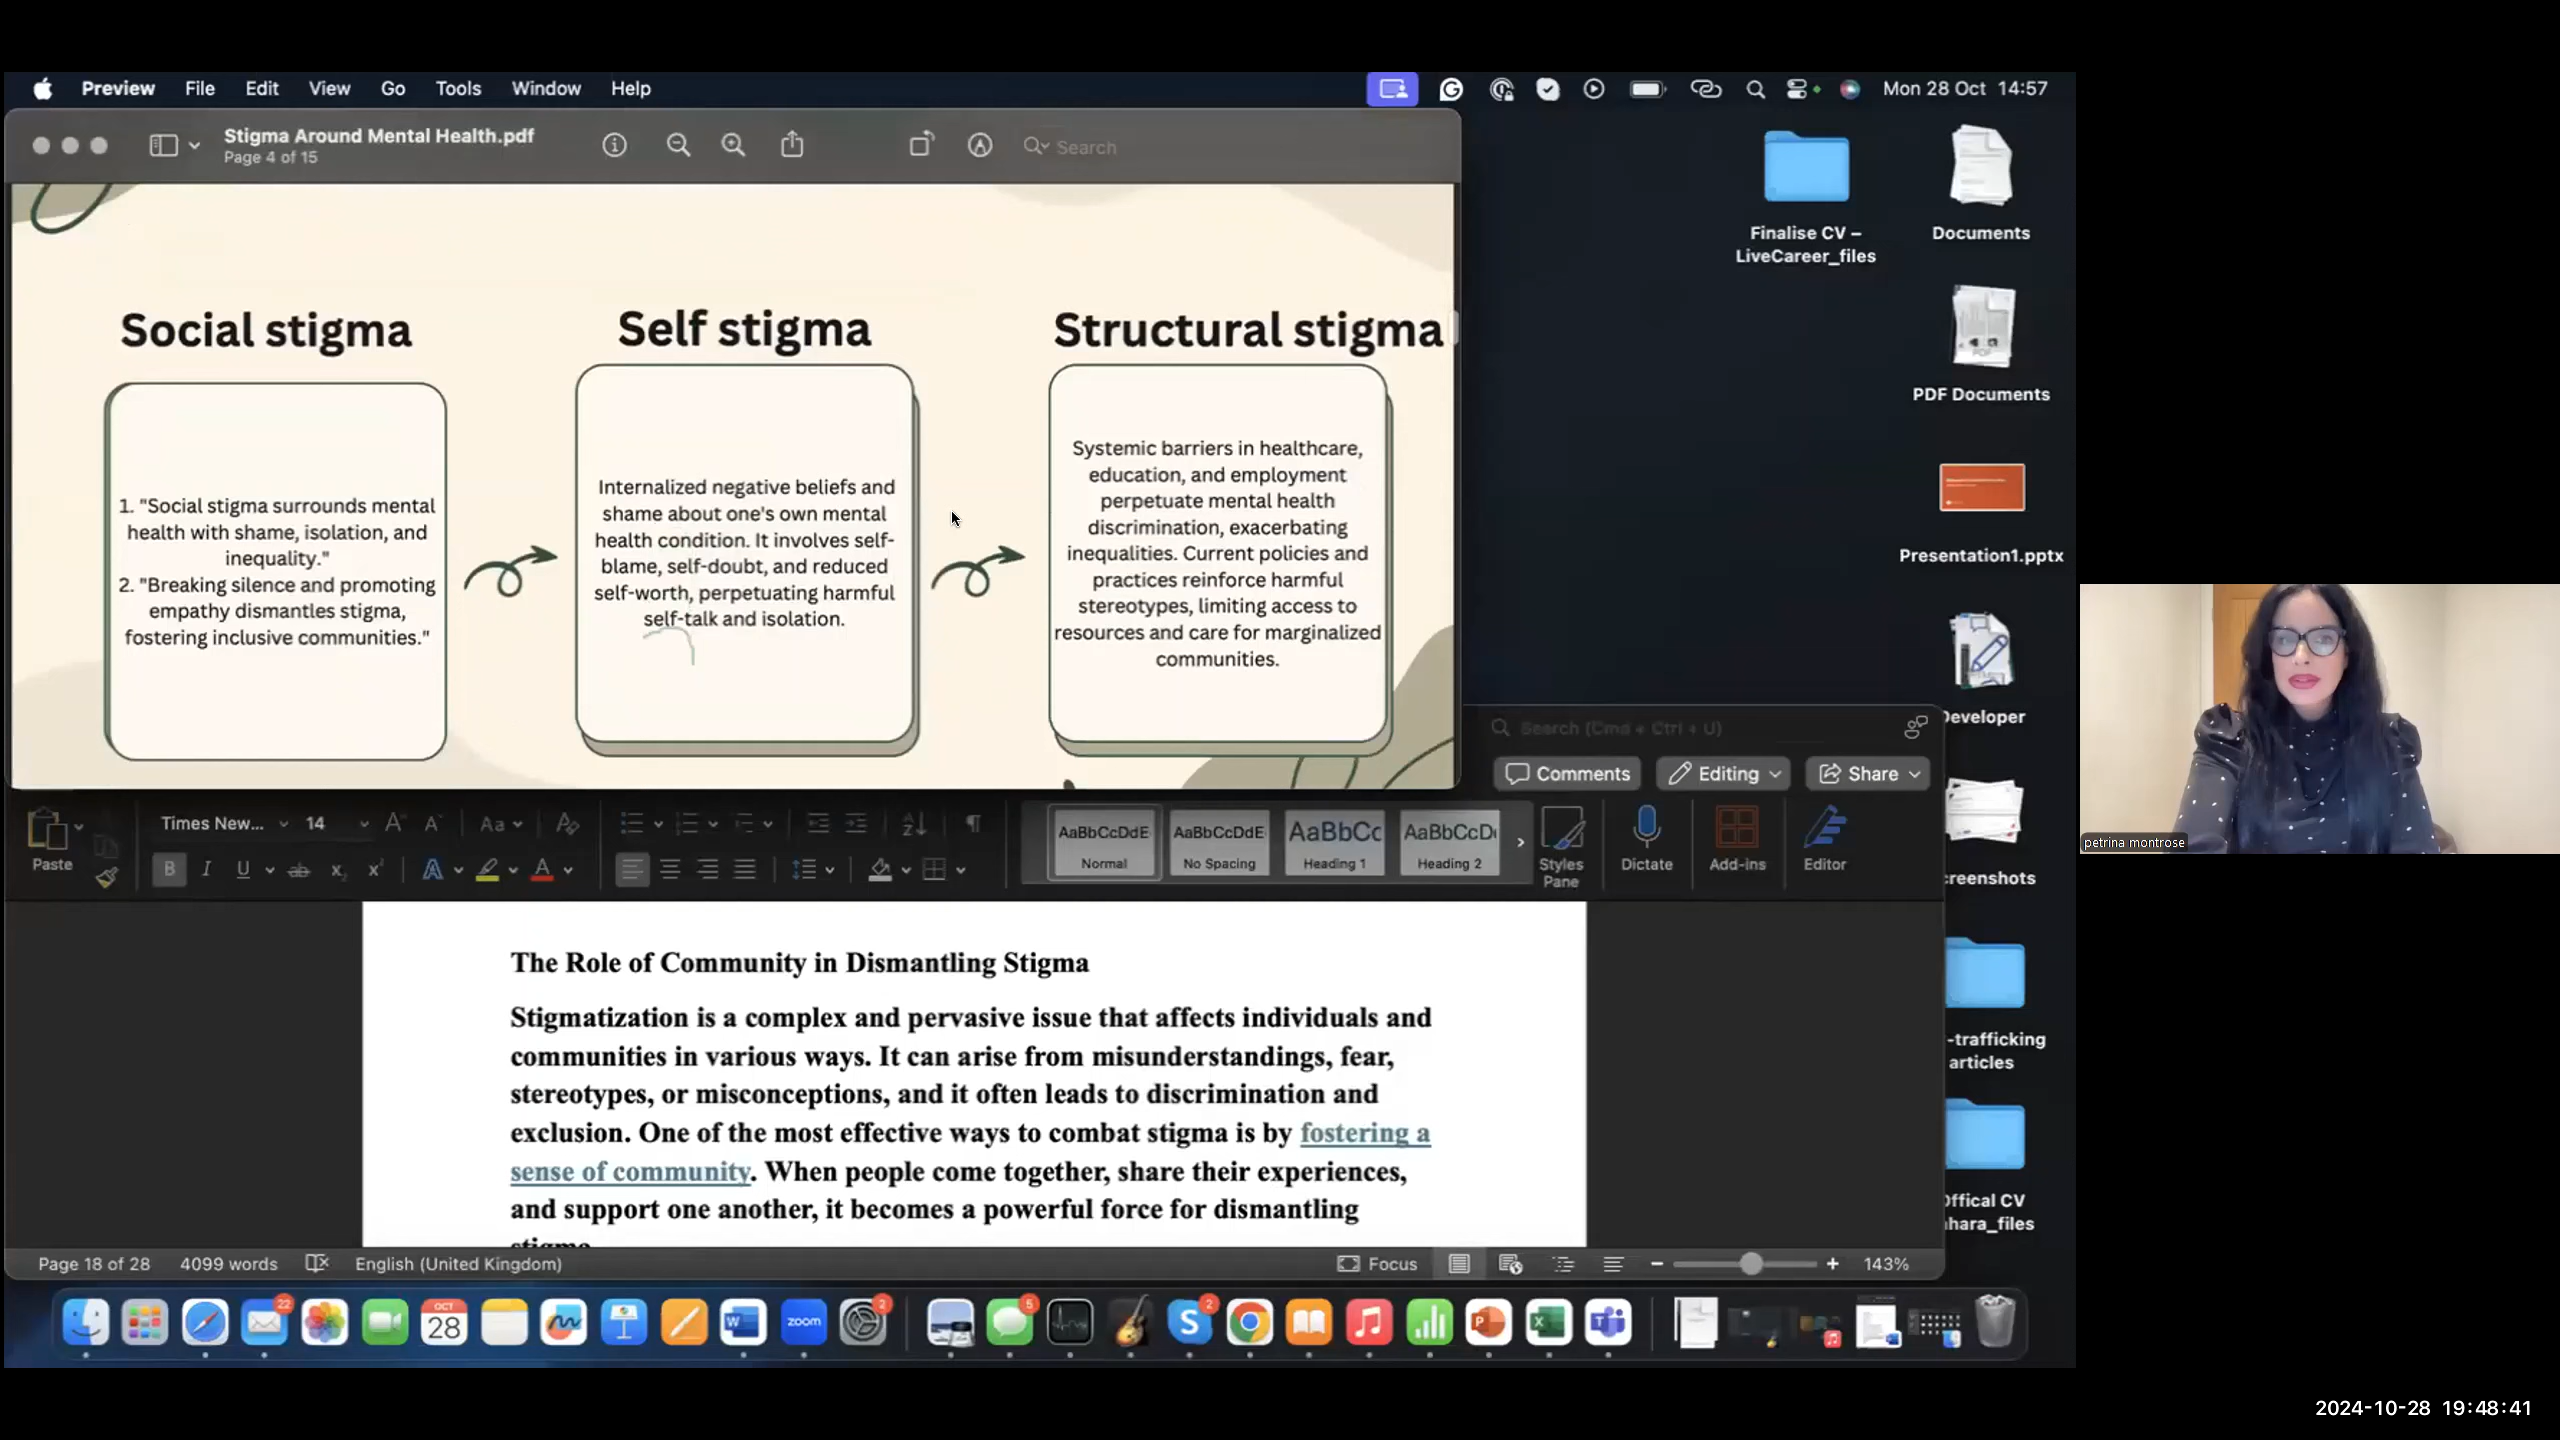 Preview File Edit View Go Tools Window Help
Mon 28 Oct 14:57
Stigma Around Mental Health.pdf
Page 4 of 15
Search
Social stigma
1. "Social stigma surrounds mental
health with shame, isolation, and
inequality."
2. "Breaking silence and promoting
empathy dismantles stigma,
fostering inclusive communities."
Self stigma
Internalized negative beliefs and
shame about one's own mental
health condition. It involves self-
blame, self-doubt, and reduced
self-worth, perpetuating harmful
self-talk and isolation.
Structural stigma
Systemic barriers in healthcare,
education, and employment
perpetuate mental health
discrimination, exacerbating
inequalities. Current policies and
practices reinforce harmful
stereotypes, limiting access to
resources and care for marginalized
communities.
Finalise CV –
LiveCareer_files
Documents
PDF
PDF Documents
Presentation1.pptx
Developer
creenshots
-trafficking
articles
Offical CV
hara_files
petrina montrose
Search (Cmd + Ctrl + U)
Comments
Editing
Share
Paste
Times New...
14
AaBbCcDdE
Normal
AaBbCcDdE
No Spacing
AaBbCc
Heading 1
AaBbCcD
Heading 2
Styles
Pane
Dictate
Add-ins
Editor
The Role of Community in Dismantling Stigma
Stigmatization is a complex and pervasive issue that affects individuals and
communities in various ways. It can arise from misunderstandings, fear,
stereotypes, or misconceptions, and it often leads to discrimination and
exclusion. One of the most effective ways to combat stigma is by fostering a
sense of community. When people come together, share their experiences,
and support one another, it becomes a powerful force for dismantling
stigma
Page 18 of 28
4099 words
English (United Kingdom)
Focus
143%
22
OCT
28
zoom
2
5
2
2024-10-28 19:48:41